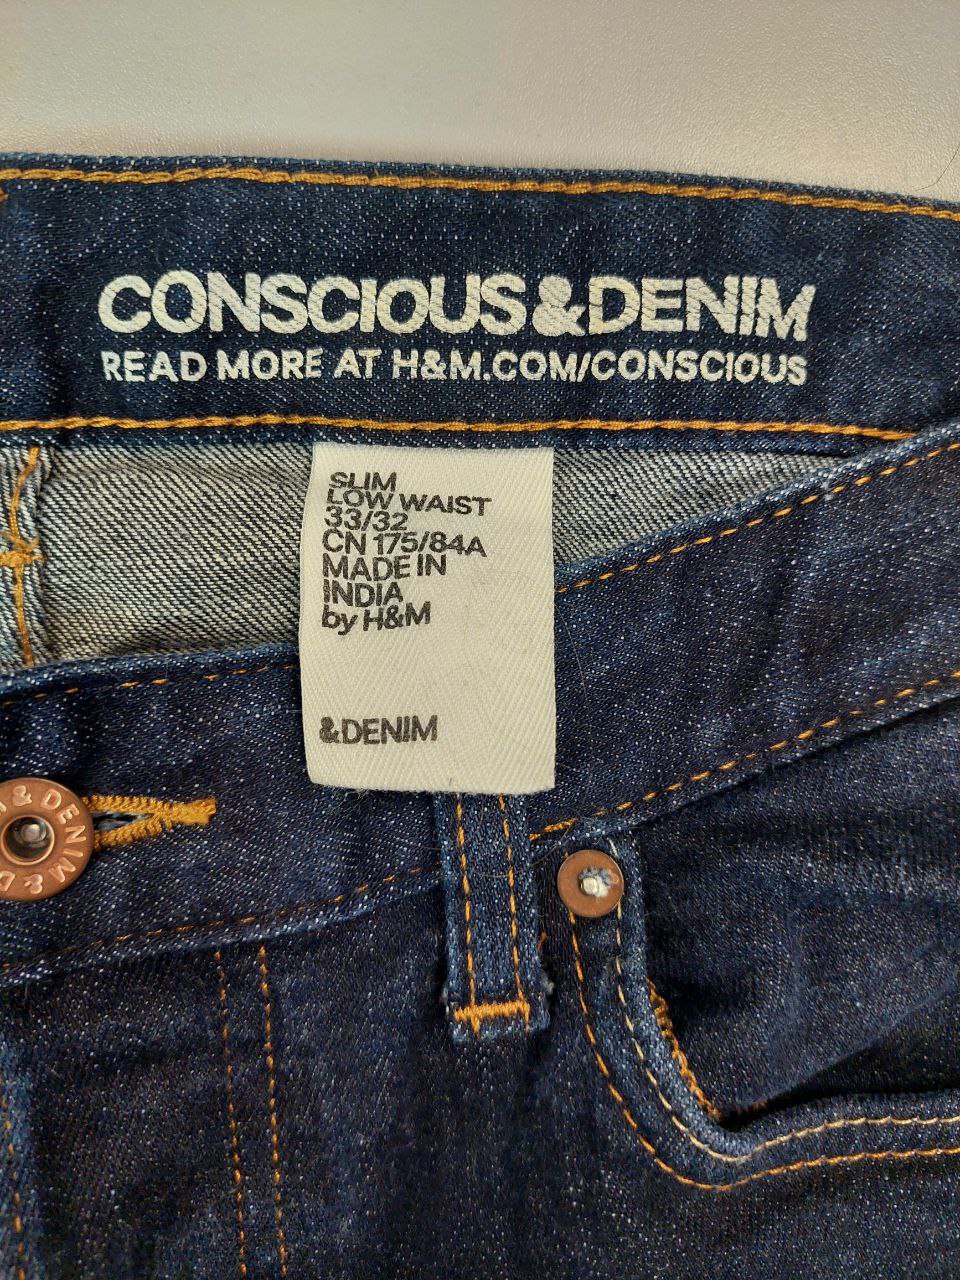 CONSCIOUS&DENIM
READ MORE AT H&M.COM/CONSCIOUS
SLIM
LOW WAIST
33/32
CN 175/84A
MADE IN
INDIA
by H&M
&DENIM
& DENIM &